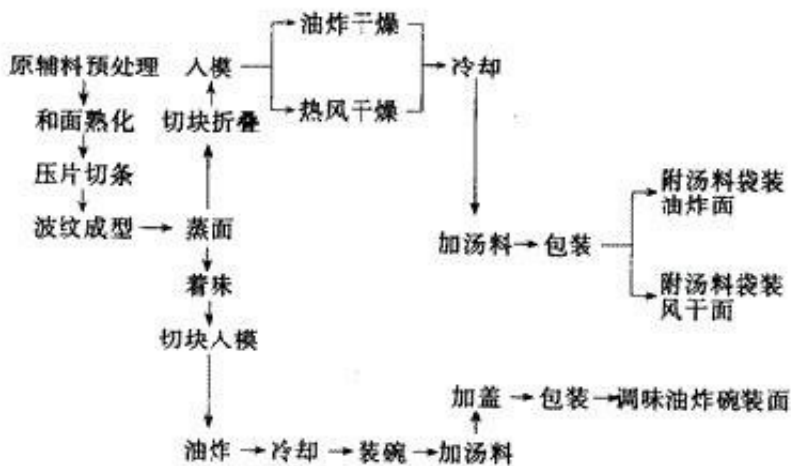 原辅料预处理
和面熟化
压片切条
波纹成型
蒸面
切块折叠
人模
油炸干燥
热风干燥
冷却
加汤料
包装
附汤料袋装
油炸面
附汤料袋装
风干面
着味
切块人模
油炸
冷却
装碗
加汤料
加盖
包装
调味油炸碗装面